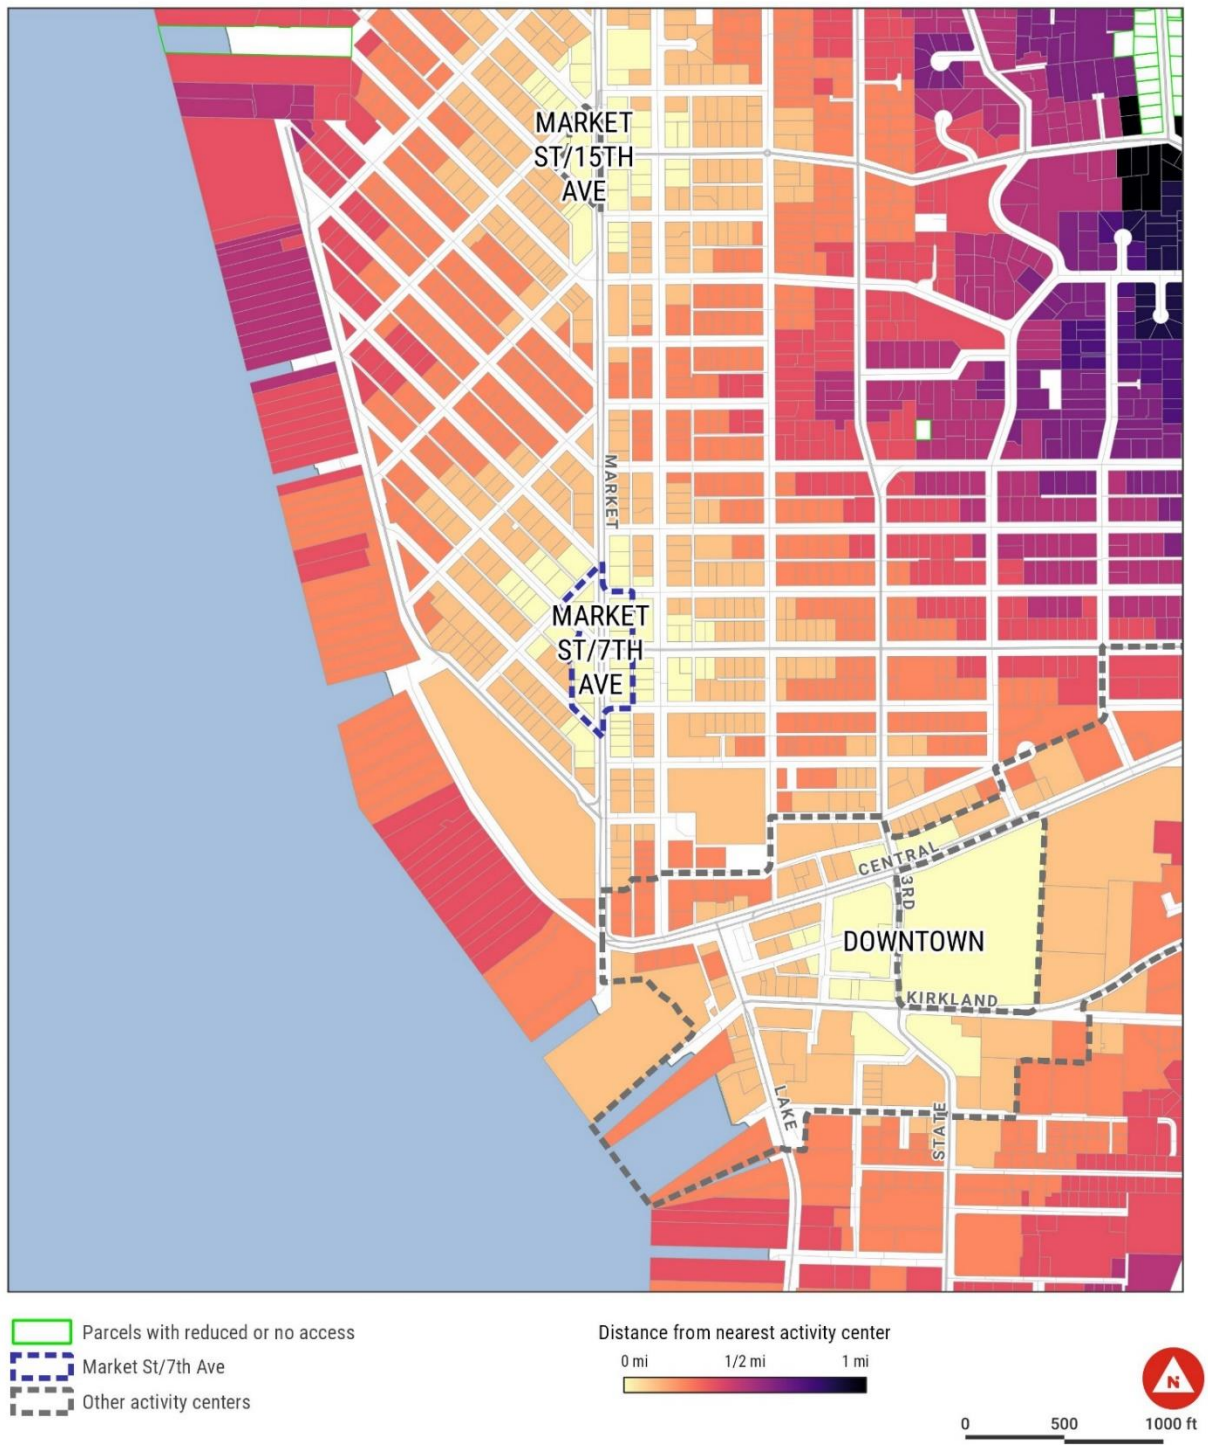 MARKET
ST/15TH
AVE
MARKET
MARKET
ST/7TH
AVE
CENTRAL
3RD
DOWNTOWN
KIRKLAND
LAKE
STATE
Parcels with reduced or no access
Market St/7th Ave
Other activity centers
Distance from nearest activity center
0 mi 1/2 mi 1 mi
N
0 500 1000 ft